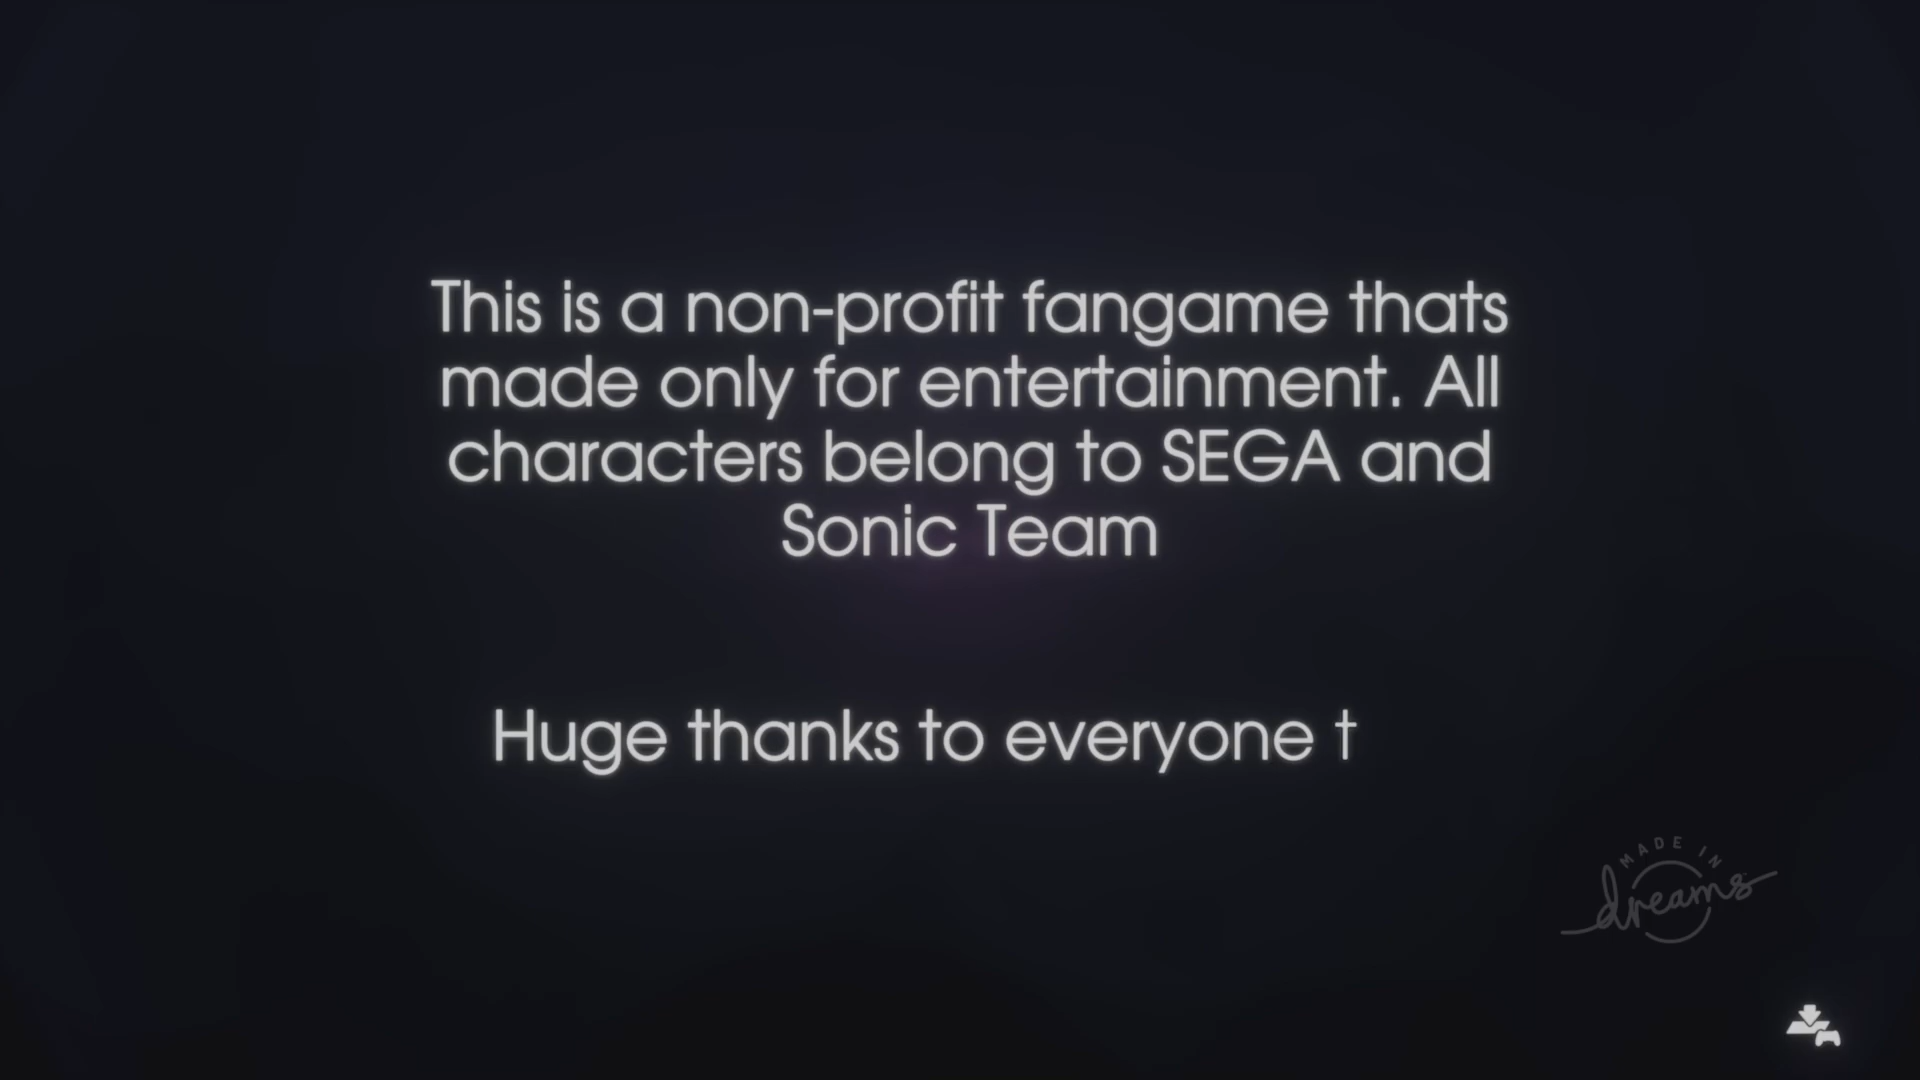 This is a non-profit fangame thats
made only for entertainment. All
characters belong to SEGA and
Sonic Team
Huge thanks to everyone t
MADE IN
dreams